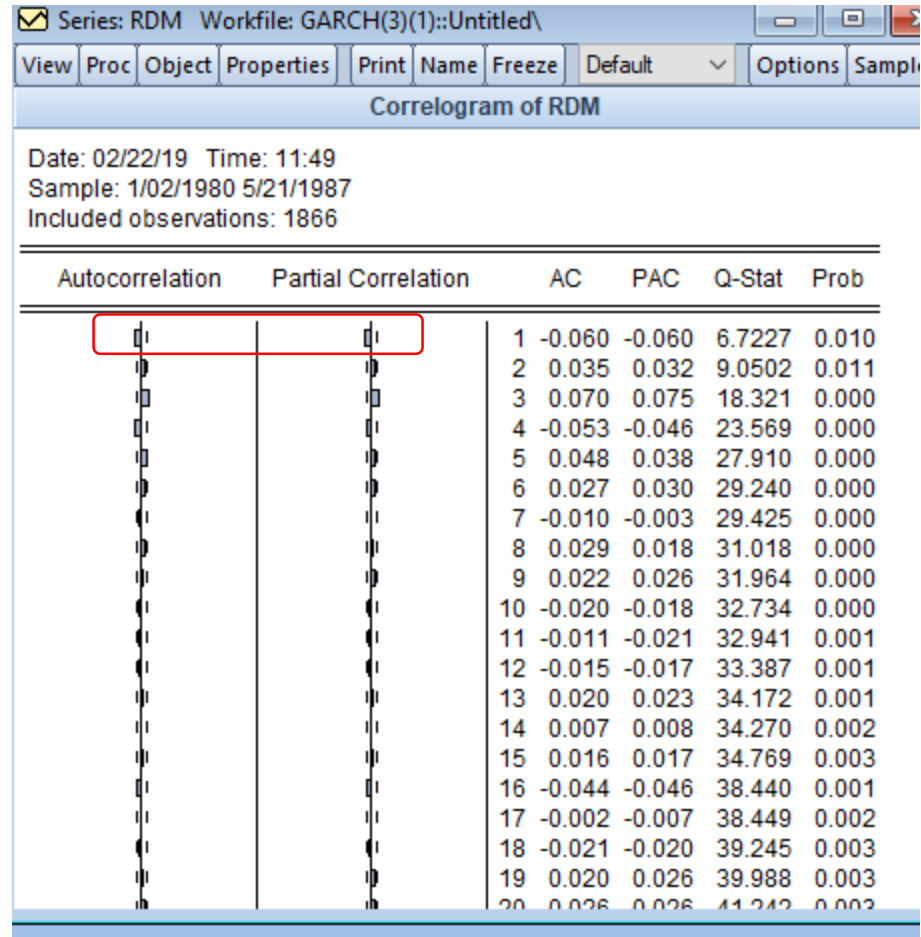 Series: RDM Workfile: GARCH(3)(1)::Untitled\
View Proc Object Properties Print Name Freeze Default Options Sample
Correlogram of RDM
Date: 02/22/19 Time: 11:49
Sample: 1/02/1980 5/21/1987
Included observations: 1866
Autocorrelation Partial Correlation AC PAC Q-Stat Prob
1 -0.060 -0.060 6.7227 0.010
2 0.035 0.032 9.0502 0.011
3 0.070 0.075 18.321 0.000
4 -0.053 -0.046 23.569 0.000
5 0.048 0.038 27.910 0.000
6 0.027 0.030 29.240 0.000
7 -0.010 -0.003 29.425 0.000
8 0.029 0.018 31.018 0.000
9 0.022 0.026 31.964 0.000
10 -0.020 -0.018 32.734 0.000
11 -0.011 -0.021 32.941 0.001
12 -0.015 -0.017 33.387 0.001
13 0.020 0.023 34.172 0.001
14 0.007 0.008 34.270 0.002
15 0.016 0.017 34.769 0.003
16 -0.044 -0.046 38.440 0.001
17 -0.002 -0.007 38.449 0.002
18 -0.021 -0.020 39.245 0.003
19 0.020 0.026 39.988 0.003
20 0.026 0.026 41.242 0.003